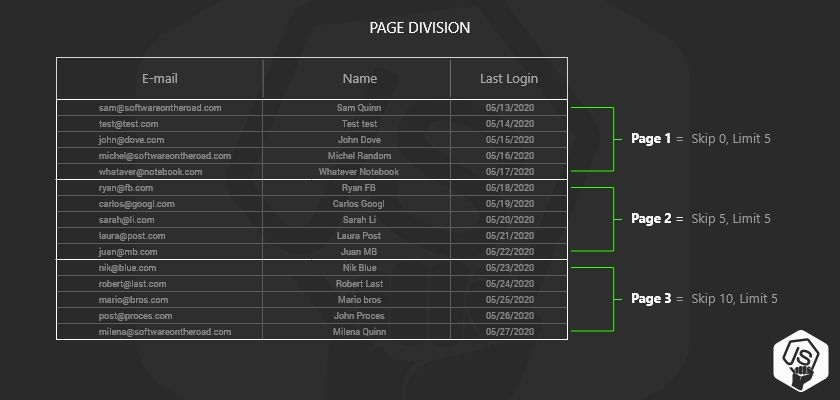 PAGE DIVISION
E-mail Name Last Login
sam@softwareontheroad.com Sam Quinn 05/13/2020
test@test.com Test test 05/14/2020
john@dove.com John Dove 05/15/2020
michel@softwareontheroad.com Michel Random 05/16/2020
whataver@notebook.com Whatever Notebook 05/17/2020
Page 1 = Skip 0, Limit 5
ryan@fb.com Ryan FB 05/18/2020
carlos@googl.com Carlos Googl 05/19/2020
sarah@li.com Sarah Li 05/20/2020
laura@post.com Laura Post 05/21/2020
juan@mb.com Juan MB 05/22/2020
Page 2 = Skip 5, Limit 5
nik@blue.com Nik Blue 05/23/2020
robert@last.com Robert Last 05/24/2020
mario@bros.com Mario bros 05/25/2020
post@proces.com John Proces 05/26/2020
milena@softwareontheroad.com Milena Quinn 05/27/2020
Page 3 = Skip 10, Limit 5
JS